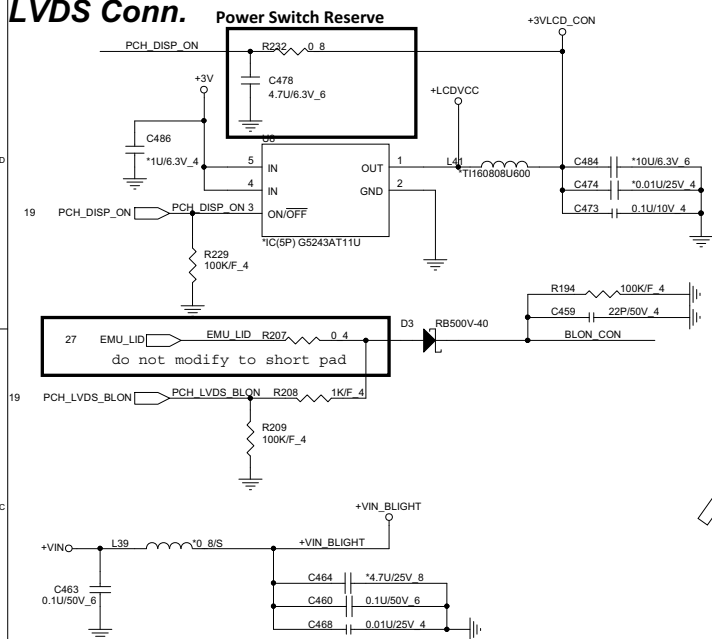 LVDS Conn.
Power Switch Reserve
PCH_DISP_ON
R232
0_8
+3VLCD_CON
C478
4.7U/6.3V_6
+3V
+LCDVCC
C486
*1U/6.3V_4
5
IN
OUT
1
L41
*TI160808U600
C484
*10U/6.3V_6
4
IN
GND
2
C474
*0.01U/25V_4
C473
0.1U/10V_4
D
19
PCH_DISP_ON
PCH_DISP_ON
3
ON/OFF
*IC(5P) G5243AT11U
R229
100K/F_4
R194
100K/F_4
C459
22P/50V_4
D3
RB500V-40
BLON_CON
27
EMU_LID
EMU_LID
R207
0_4
do not modify to short pad
19
PCH_LVDS_BLON
PCH_LVDS_BLON
R208
1K/F_4
R209
100K/F_4
C
+VIN_BLIGHT
+VIN
L39
*0_8/S
+VIN_BLIGHT
C463
0.1U/50V_6
C464
*4.7U/25V_8
C460
0.1U/50V_6
C468
0.01U/25V_4